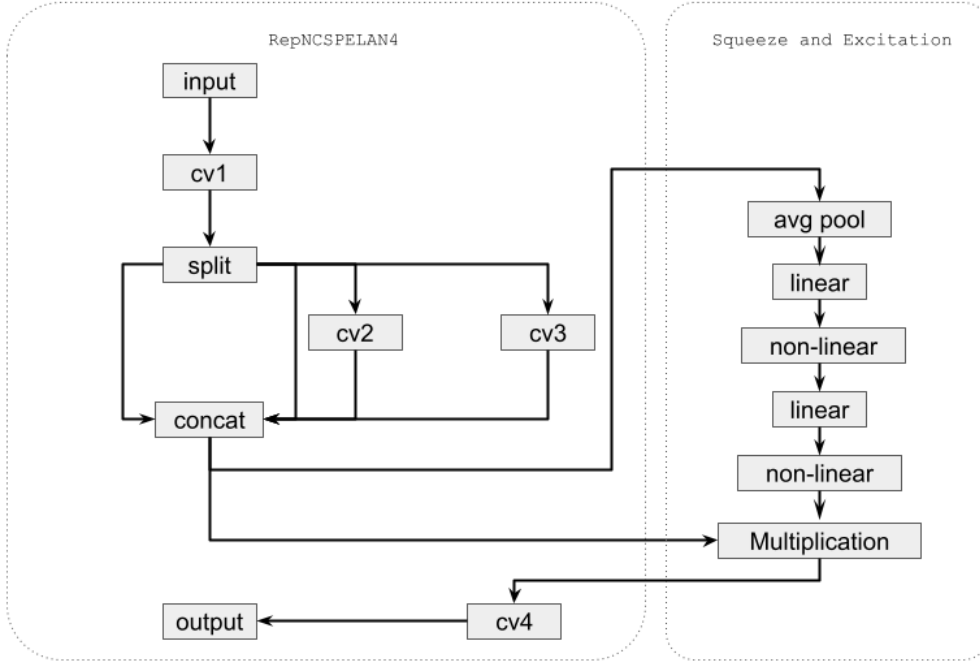 RepNCSPELAN4
input
cv1
split
cv2
cv3
concat
cv4
output
Squeeze and Excitation
avg pool
linear
non-linear
linear
non-linear
Multiplication